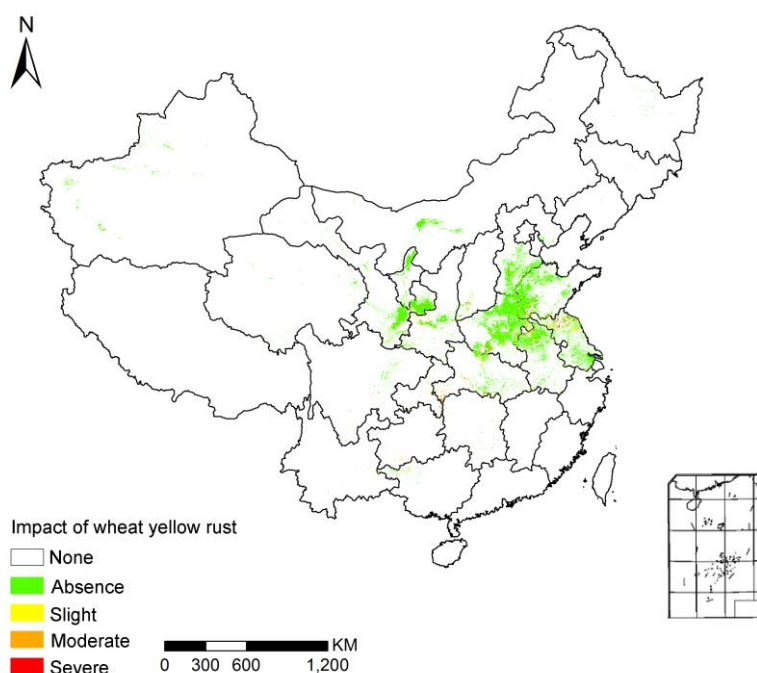 N
Impact of wheat yellow rust
None
Absence
Slight
Moderate
Severe
KM
0 300 600 1,200